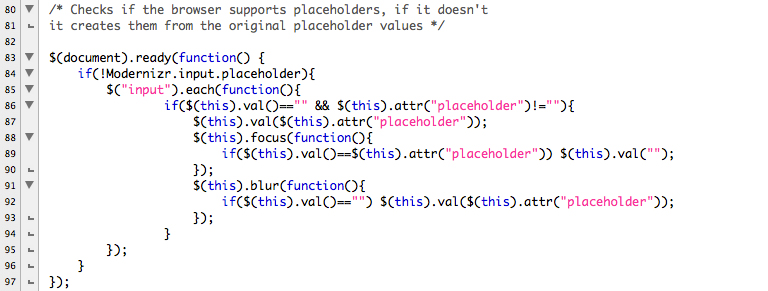 80 /* Checks if the browser supports placeholders, if it doesn't
81 it creates them from the original placeholder values */
82
83 $(document).ready(function() {
84     if(!Modernizr.input.placeholder){
85         $("input").each(function(){
86                 if($(this).val()=="" && $(this).attr("placeholder")!=""){
87                     $(this).val($(this).attr("placeholder"));
88                     $(this).focus(function(){
89                         if($(this).val()==$(this).attr("placeholder")) $(this).val("");
90                     });
91                     $(this).blur(function(){
92                         if($(this).val()=="") $(this).val($(this).attr("placeholder"));
93                     });
94                 }
95         });
96     }
97 });